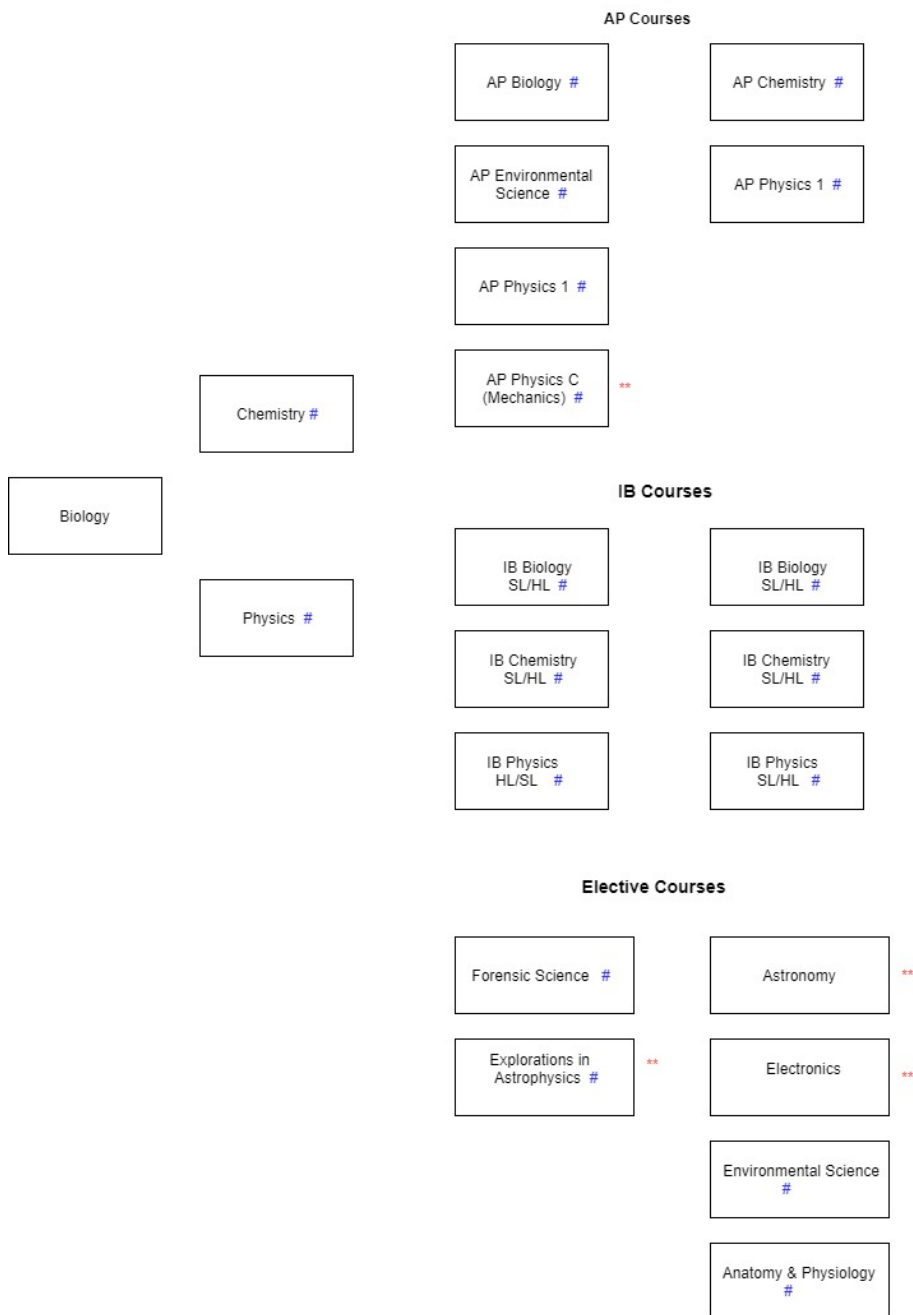 AP Courses
AP Biology #
AP Chemistry #
AP Environmental
Science #
AP Physics 1 #
AP Physics 1 #
AP Physics C
(Mechanics) #
**
Chemistry #
Biology
Physics #
IB Courses
IB Biology
SL/HL #
IB Biology
SL/HL #
IB Chemistry
SL/HL #
IB Chemistry
SL/HL #
IB Physics
HL/SL #
IB Physics
SL/HL #
Elective Courses
Forensic Science #
Astronomy
**
Explorations in
Astrophysics #
**
Electronics
**
Environmental Science
#
Anatomy & Physiology
#